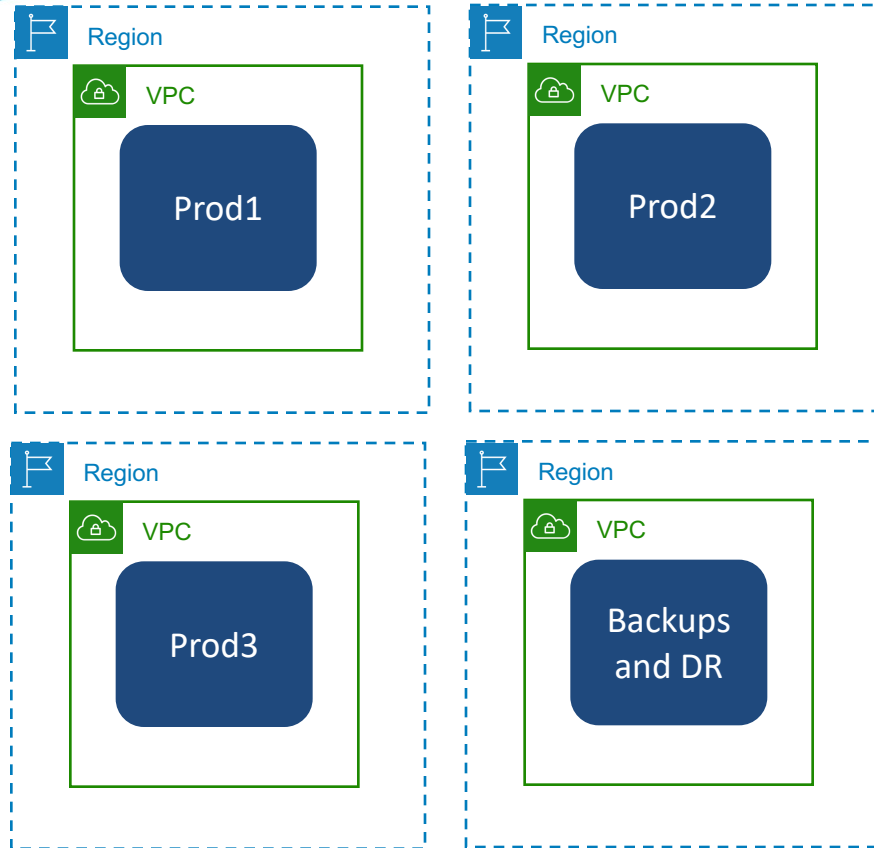 Region
VPC
Prod1
Region
VPC
Prod2
Region
VPC
Prod3
Region
VPC
Backups
and DR